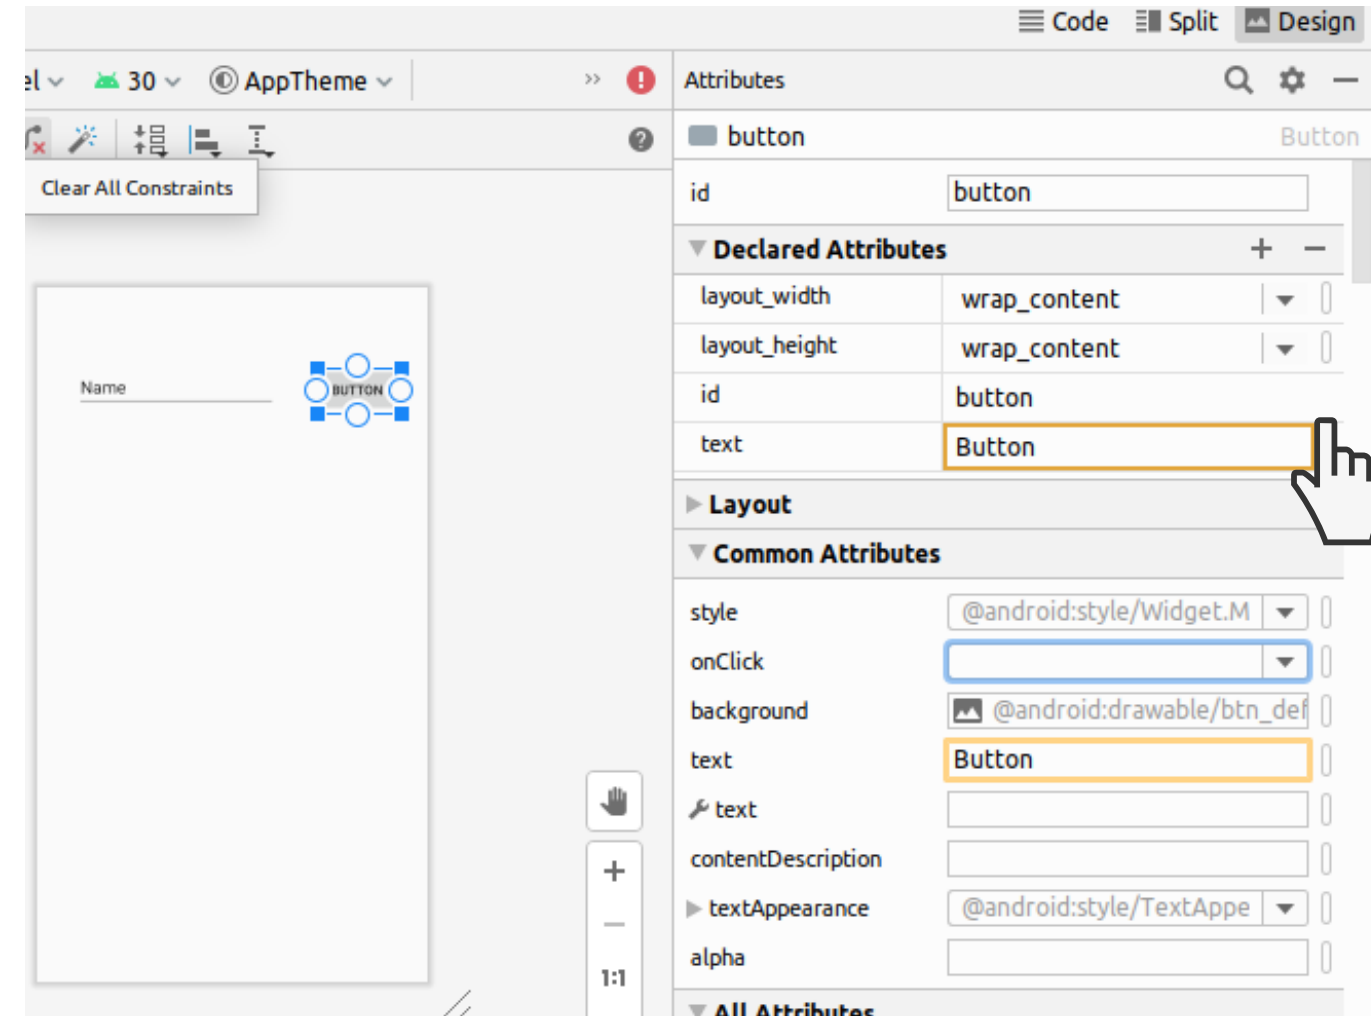 Code Split Design
el 30 AppTheme >>
Attributes
button Button
Clear All Constraints
id button
Declared Attributes
layout_width wrap_content
layout_height wrap_content
id button
text Button
Name
BUTTON
Layout
Common Attributes
style @android:style/Widget.M
onClick
background @android:drawable/btn_def
text Button
text
contentDescription
textAppearance @android:style/TextAppe
alpha
1:1
All Attributes